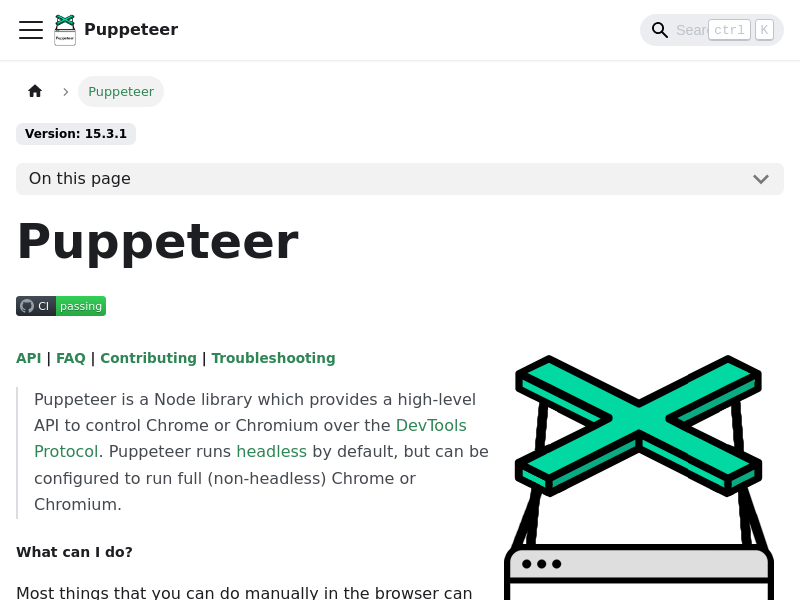 Puppeteer
Puppeteer
ctrl K
Puppeteer
Version: 15.3.1
On this page
Puppeteer
CI passing
API | FAQ | Contributing | Troubleshooting
Puppeteer is a Node library which provides a high-level
API to control Chrome or Chromium over the DevTools
Protocol. Puppeteer runs headless by default, but can be
configured to run full (non-headless) Chrome or
Chromium.
What can I do?
Most things that you can do manually in the browser can